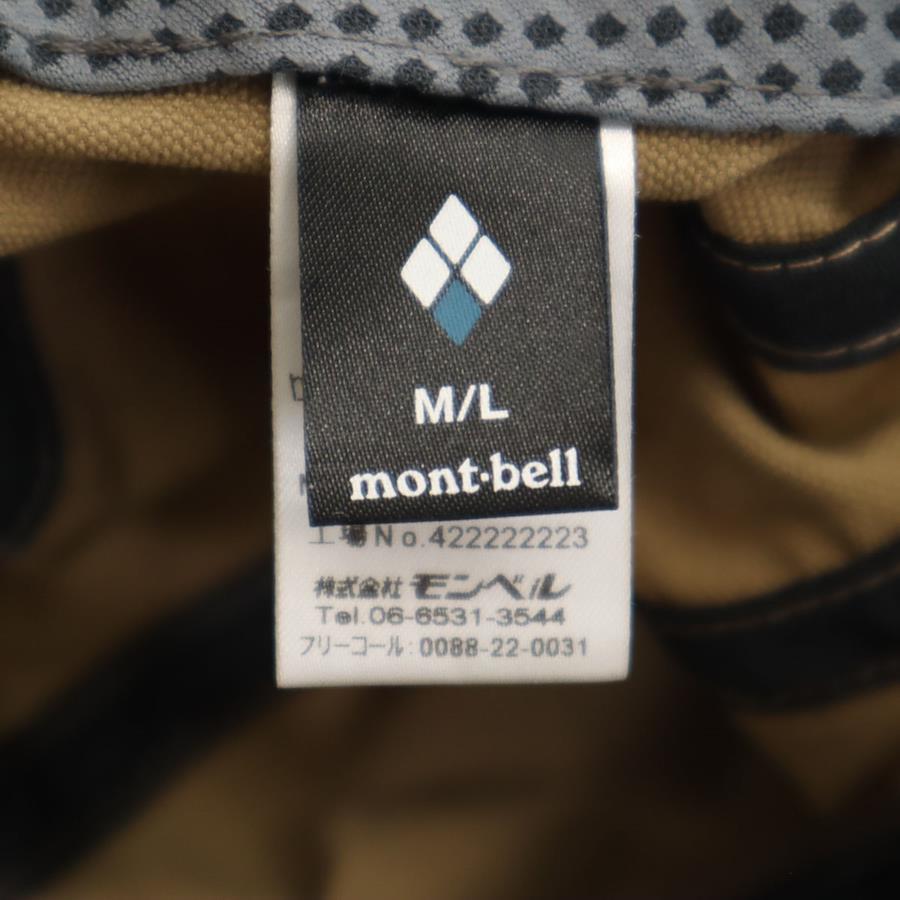 M/L
mont·bell
工場No.422222223
株式会社 モンベル
Tel.06-6531-3544
フリーコール:0088-22-0031